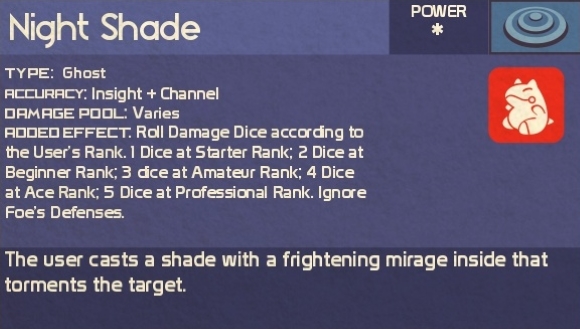 Night Shade
POWER
*
TYPE: Ghost
ACCURACY: Insight + Channel
DAMAGE POOL: Varies
ADDED EFFECT: Roll Damage Dice according to
the User's Rank. 1 Dice at Starter Rank; 2 Dice at
Beginner Rank; 3 dice at Amateur Rank; 4 Dice
at Ace Rank; 5 Dice at Professional Rank. Ignore
Foe's Defenses.
The user casts a shade with a frightening mirage inside that
torments the target.